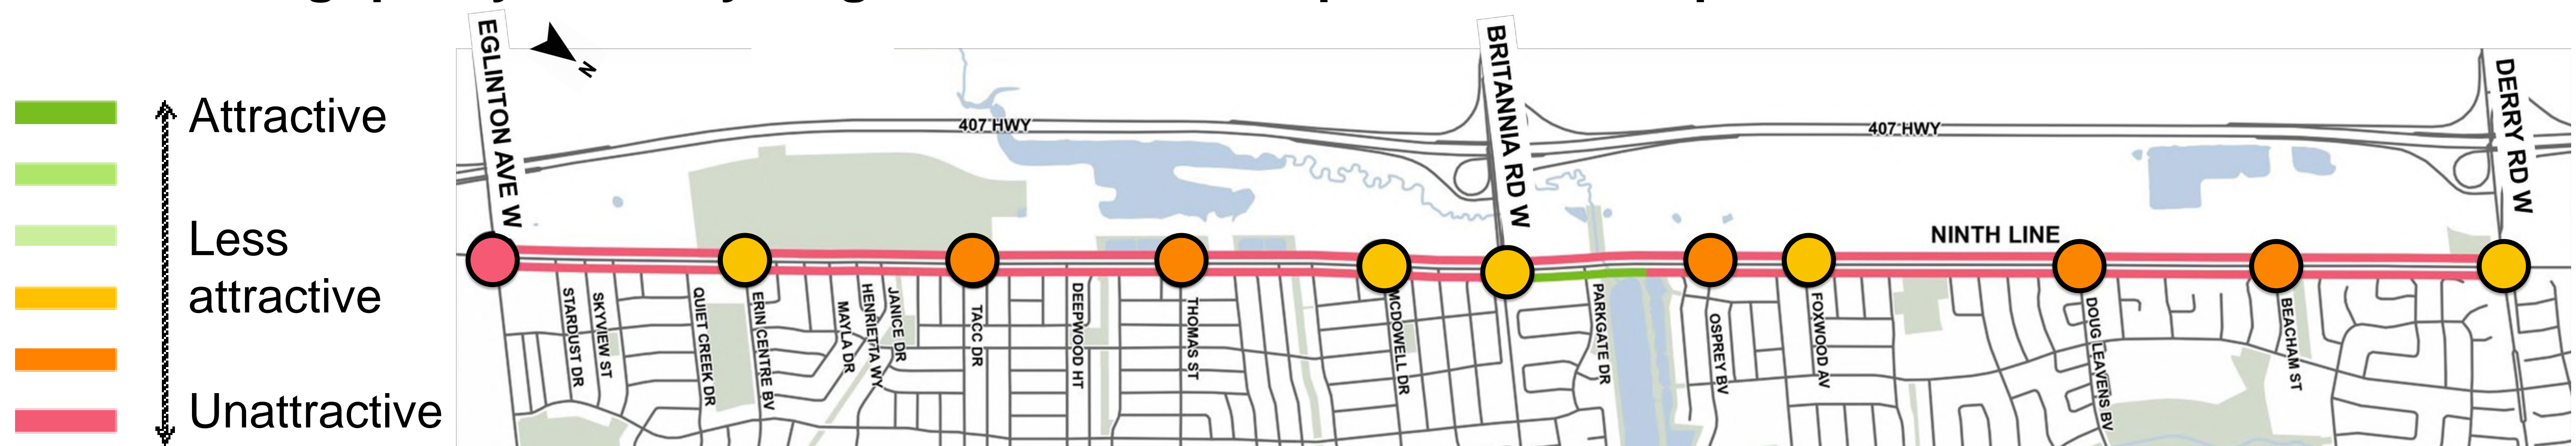 Attractive
Less
attractive
Unattractive
EGLINTON AVE W
N
407 HWY
BRITANNIA RD W
407 HWY
DERRY RD W
NINTH LINE
STARDUST DR
SKYVIEW ST
QUIET CREEK DR
ERIN CENTRE BV
MAYLA DR
HENRIETTA WY
JANICE DR
TACC DR
DEEPWOOD HT
THOMAS ST
MCDOWELL DR
PARKGATE DR
OSPREY BV
FOXWOOD AV
DOUG LEAVENS BV
BEACHAM ST